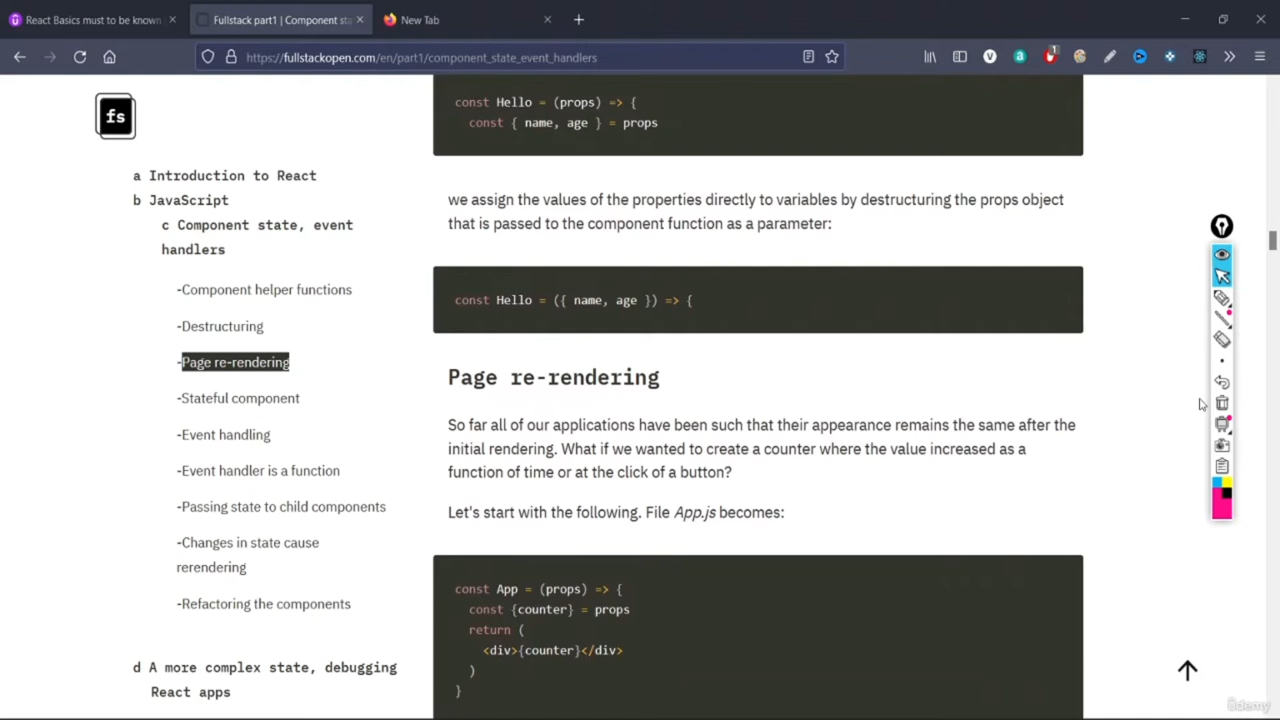 React Basics must to be known
Fullstack part1 | Component sta
New Tab
https://fullstackopen.com/en/part1/component_state_event_handlers
fs
a Introduction to React
b JavaScript
c Component state, event
handlers
-Component helper functions
-Destructuring
-Page re-rendering
-Stateful component
-Event handling
-Event handler is a function
-Passing state to child components
-Changes in state cause
rerendering
-Refactoring the components
d A more complex state, debugging
React apps
const Hello = (props) => {
const { name, age } = props
we assign the values of the properties directly to variables by destructuring the props object
that is passed to the component function as a parameter:
const Hello = ({ name, age }) => {
Page re-rendering
So far all of our applications have been such that their appearance remains the same after the
initial rendering. What if we wanted to create a counter where the value increased as a
function of time or at the click of a button?
Let's start with the following. File App.js becomes:
const App = (props) => {
const {counter} = props
return (
<div>{counter}</div>
)
}
V
a
1
ûdemy